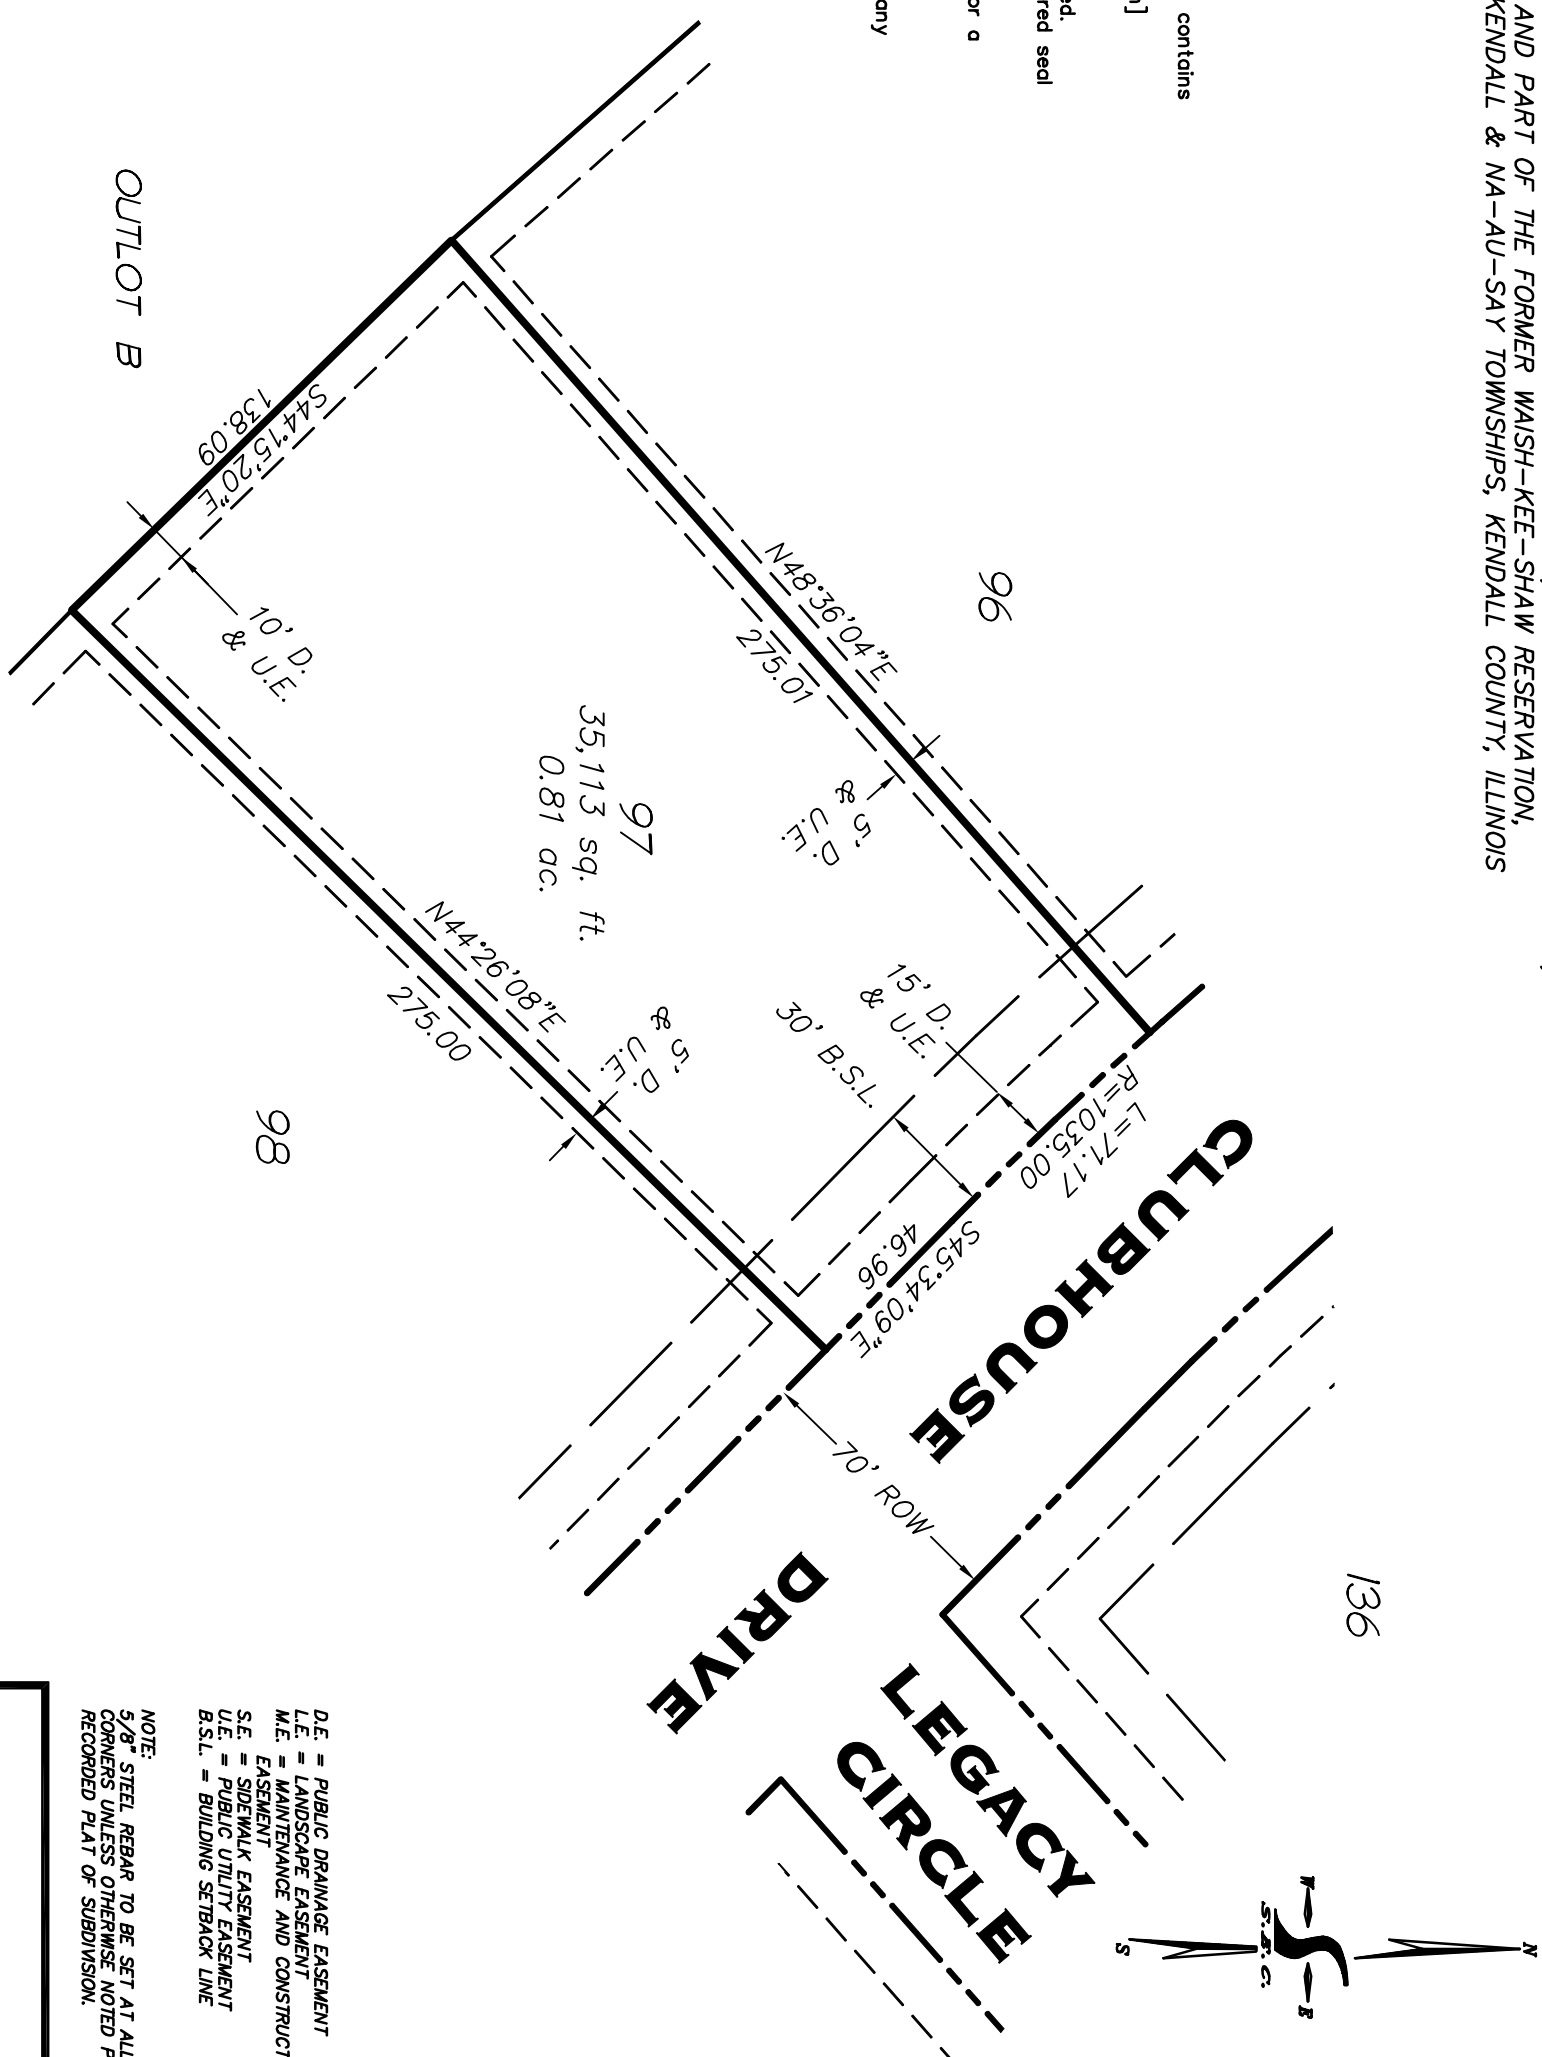 AND PART OF THE FORMER WAISH-KEE-SHAW RESERVATION,
KENDALL & NA-AU-SAY TOWNSHIPS, KENDALL COUNTY, ILLINOIS
contains
red seal
or a
any
OUTLOT B
96
N48°36'04"E
275.01
5'
D.E.
& U.E.
S44°15'20"E
138.09
10' D.
& U.E.
97
35,113 sq. ft.
0.81 ac.
N44°26'08"E
275.00
5'
D.E.
& U.E.
15' D.
& U.E.
30' B.S.L.
L=71.17
R=1035.00
S45°34'09"E
46.96
98
CLUBHOUSE
DRIVE
70' ROW
136
LEGACY
CIRCLE
N
W
E
S.E.C.
S
D.E. = PUBLIC DRAINAGE EASEMENT
L.E. = LANDSCAPE EASEMENT
M.E. = MAINTENANCE AND CONSTRUCT
EASEMENT
S.E. = SIDEWALK EASEMENT
U.E. = PUBLIC UTILITY EASEMENT
B.S.L. = BUILDING SETBACK LINE
NOTE:
5/8" STEEL REBAR TO BE SET AT ALL
CORNERS UNLESS OTHERWISE NOTED
RECORDED PLAT OF SUBDIVISION.